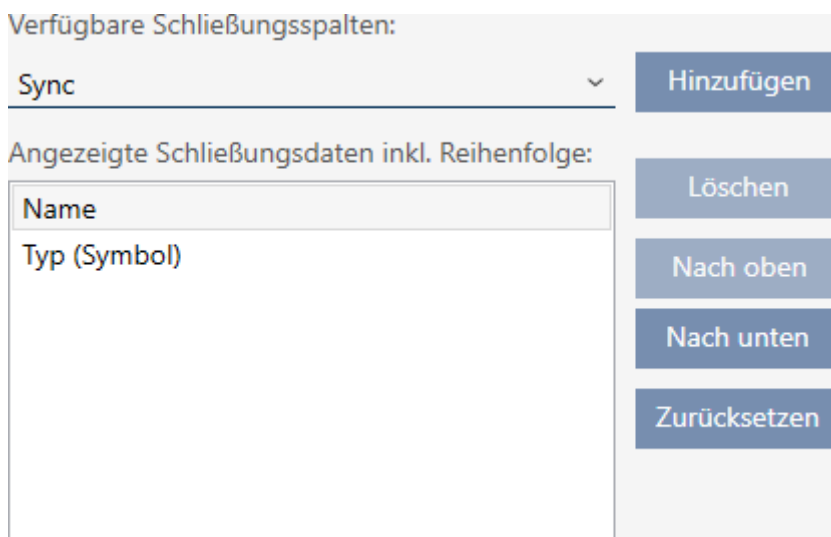 Verfügbare Schließungsspalten:
Sync
Hinzufügen
Angezeigte Schließungsdaten inkl. Reihenfolge:
Name
Typ (Symbol)
Löschen
Nach oben
Nach unten
Zurücksetzen